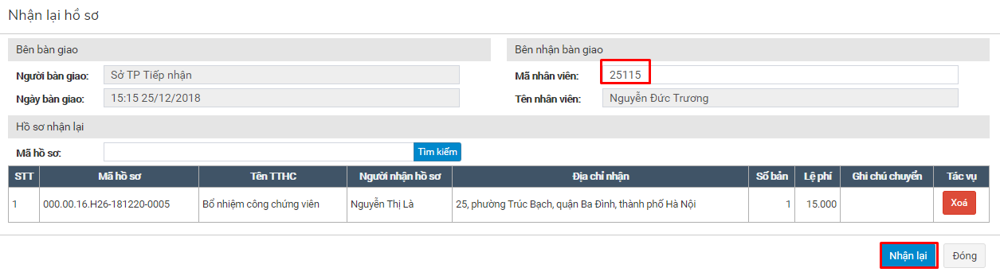 Nhận lại hồ sơ
Bên bàn giao
Bên nhận bàn giao
Người bàn giao: Sở TP Tiếp nhận
Mã nhân viên: 25115
Ngày bàn giao: 15:15 25/12/2018
Tên nhân viên: Nguyễn Đức Trương
Hồ sơ nhận lại
Mã hồ sơ: Tìm kiếm
STT Mã hồ sơ Tên TTHC Người nhận hồ sơ Địa chỉ nhận Số bản Lệ phí Ghi chú chuyển Tác vụ
1 000.00.16.H26-181220-0005 Bổ nhiệm công chứng viên Nguyễn Thị Là 25, phường Trúc Bạch, quận Ba Đình, thành phố Hà Nội 1 15.000 Xoá
Nhận lại Đóng